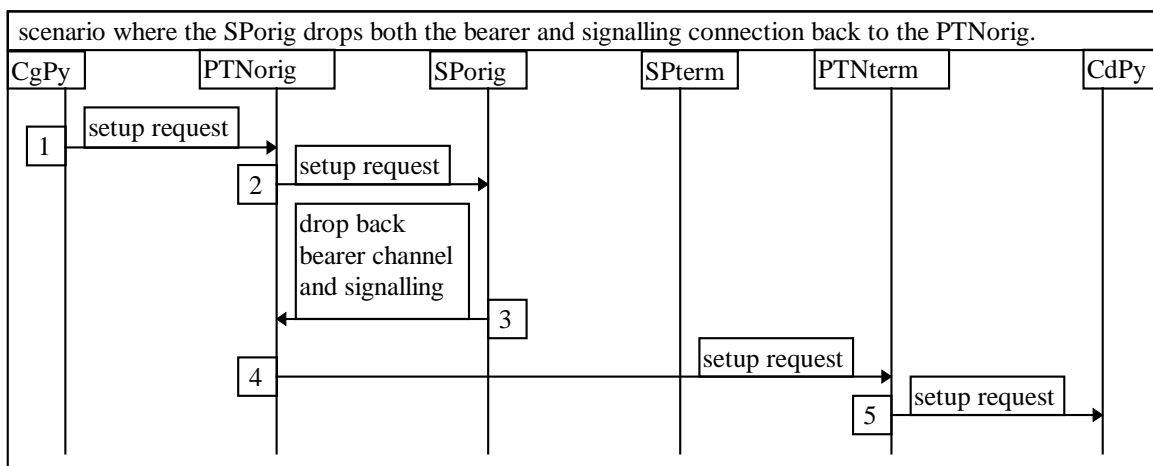 scenario where the SPorig drops both the bearer and signalling connection back to the PTNorig.
CgPy
PTNorig
SPorig
SPterm
PTNterm
CdPy
1
setup request
2
setup request
drop back
bearer channel
and signalling
3
4
setup request
5
setup request